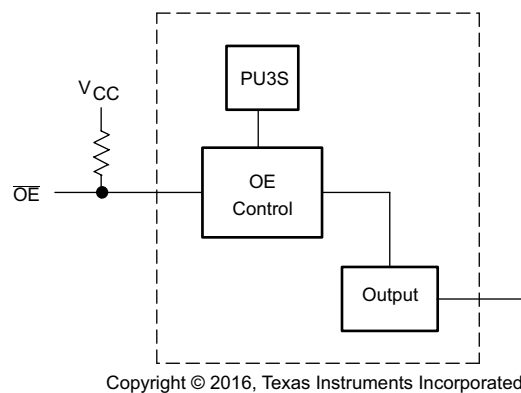 PU3S
VCC
OE
Control
OE
Output
Copyright © 2016, Texas Instruments Incorporated